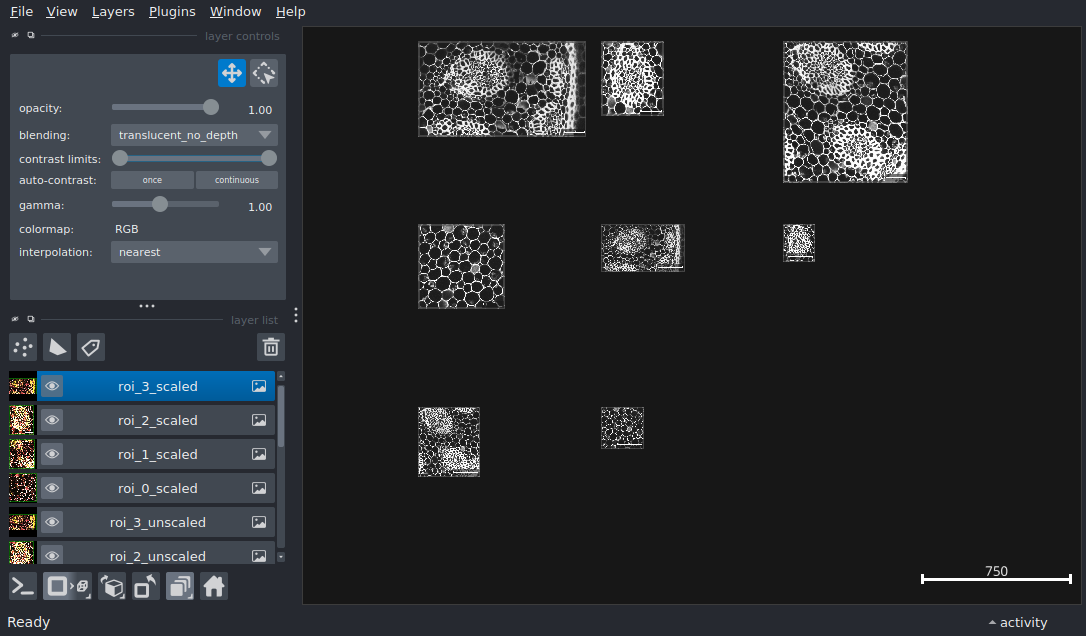 File View Layers Plugins Window Help
layer controls
opacity: 1.00
blending: translucent_no_depth
contrast limits:
auto-contrast: once continuous
gamma: 1.00
colormap: RGB
interpolation: nearest
layer list
roi_3_scaled
roi_2_scaled
roi_1_scaled
roi_0_scaled
roi_3_unscaled
roi_2_unscaled
750
Ready activity